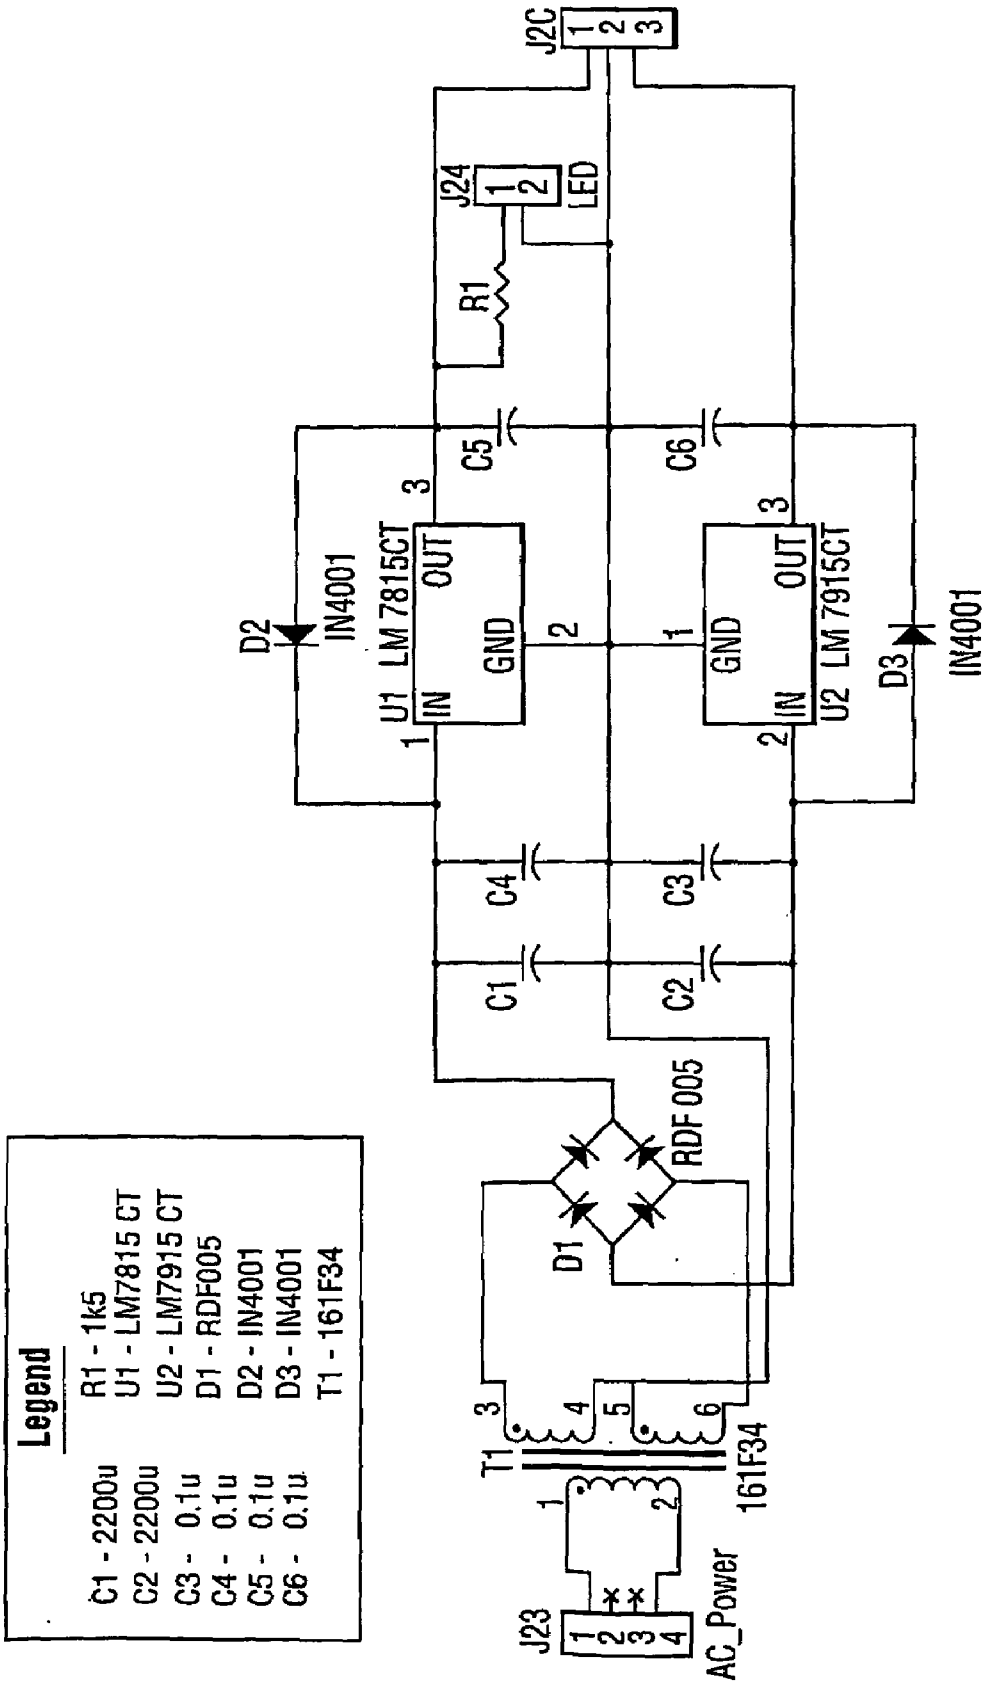 Legend
C1 - 2200u R1 - 1k5
C2 - 2200u U1 - LM7815 CT
C3 - 0.1u U2 - LM7915 CT
C4 - 0.1u D1 - RDF005
C5 - 0.1u D2 - IN4001
C6 - 0.1u D3 - IN4001
T1 - 161F34
J23
1
2
3
4
AC_Power
T1
1
2
3
4
5
6
161F34
D1
RDF 005
C1
C2
C4
C3
D2
IN4001
U1 LM 7815CT
IN
OUT
GND
1
2
3
U2 LM 7915CT
IN
OUT
GND
1
2
3
D3
IN4001
C5
C6
R1
J24
1
2
LED
J2C
1
2
3